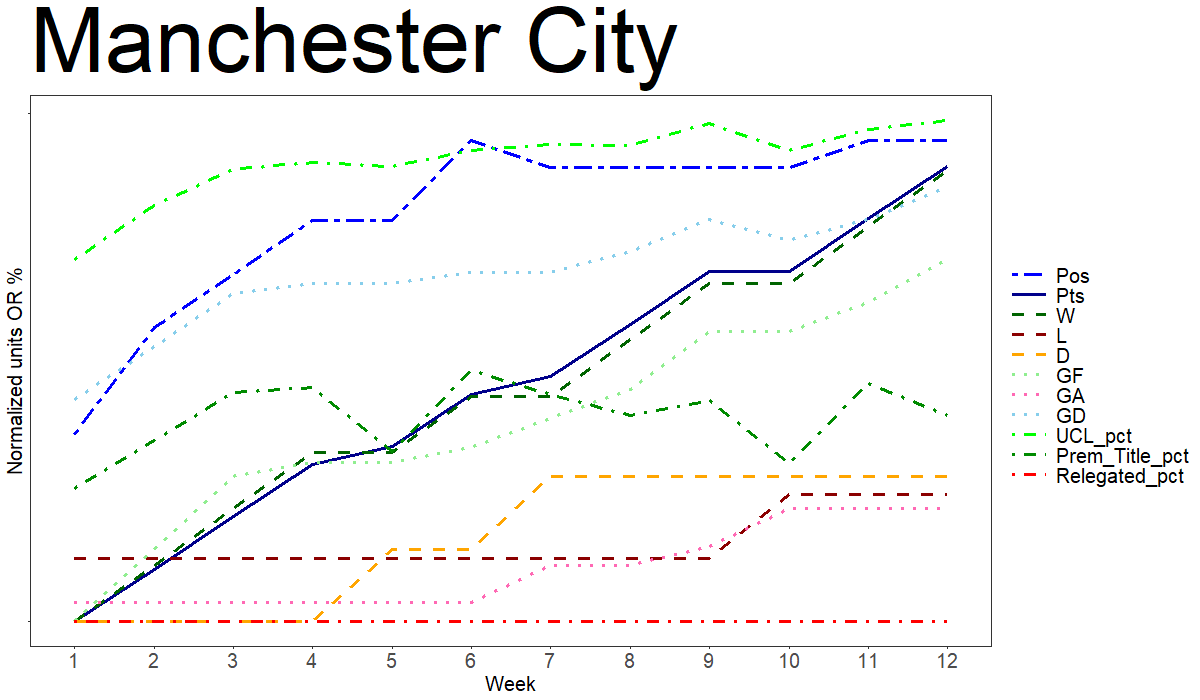 Manchester City
Normalized units OR %
Pos
Pts
W
L
D
GF
GA
GD
UCL_pct
Prem_Title_pct
Relegated_pct
1 2 3 4 5 6 7 8 9 10 11 12
Week